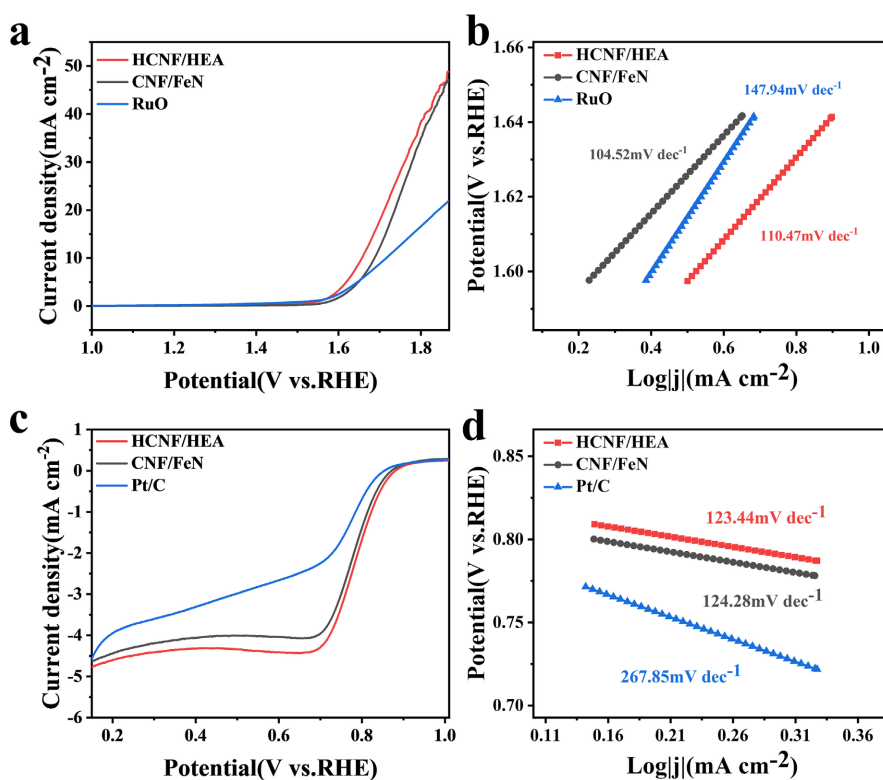 a
HCNF/HEA
CNF/FeN
RuO
50
40
30
20
10
0
1.0
1.2
1.4
1.6
1.8
Current density(mA cm-2)
Potential(V vs.RHE)
b
HCNF/HEA
CNF/FeN
RuO
147.94mV dec-1
104.52mV dec-1
110.47mV dec-1
1.66
1.64
1.62
1.60
0.2
0.4
0.6
0.8
1.0
Potential(V vs.RHE)
Log|j|(mA cm-2)
c
HCNF/HEA
CNF/FeN
Pt/C
1
0
-1
-2
-3
-4
-5
-6
0.2
0.4
0.6
0.8
1.0
Current density(mA cm-2)
Potential(V vs.RHE)
d
HCNF/HEA
CNF/FeN
Pt/C
123.44mV dec-1
124.28mV dec-1
267.85mV dec-1
0.85
0.80
0.75
0.70
0.11
0.16
0.21
0.26
0.31
0.36
Potential(V vs.RHE)
Log|j|(mA cm-2)